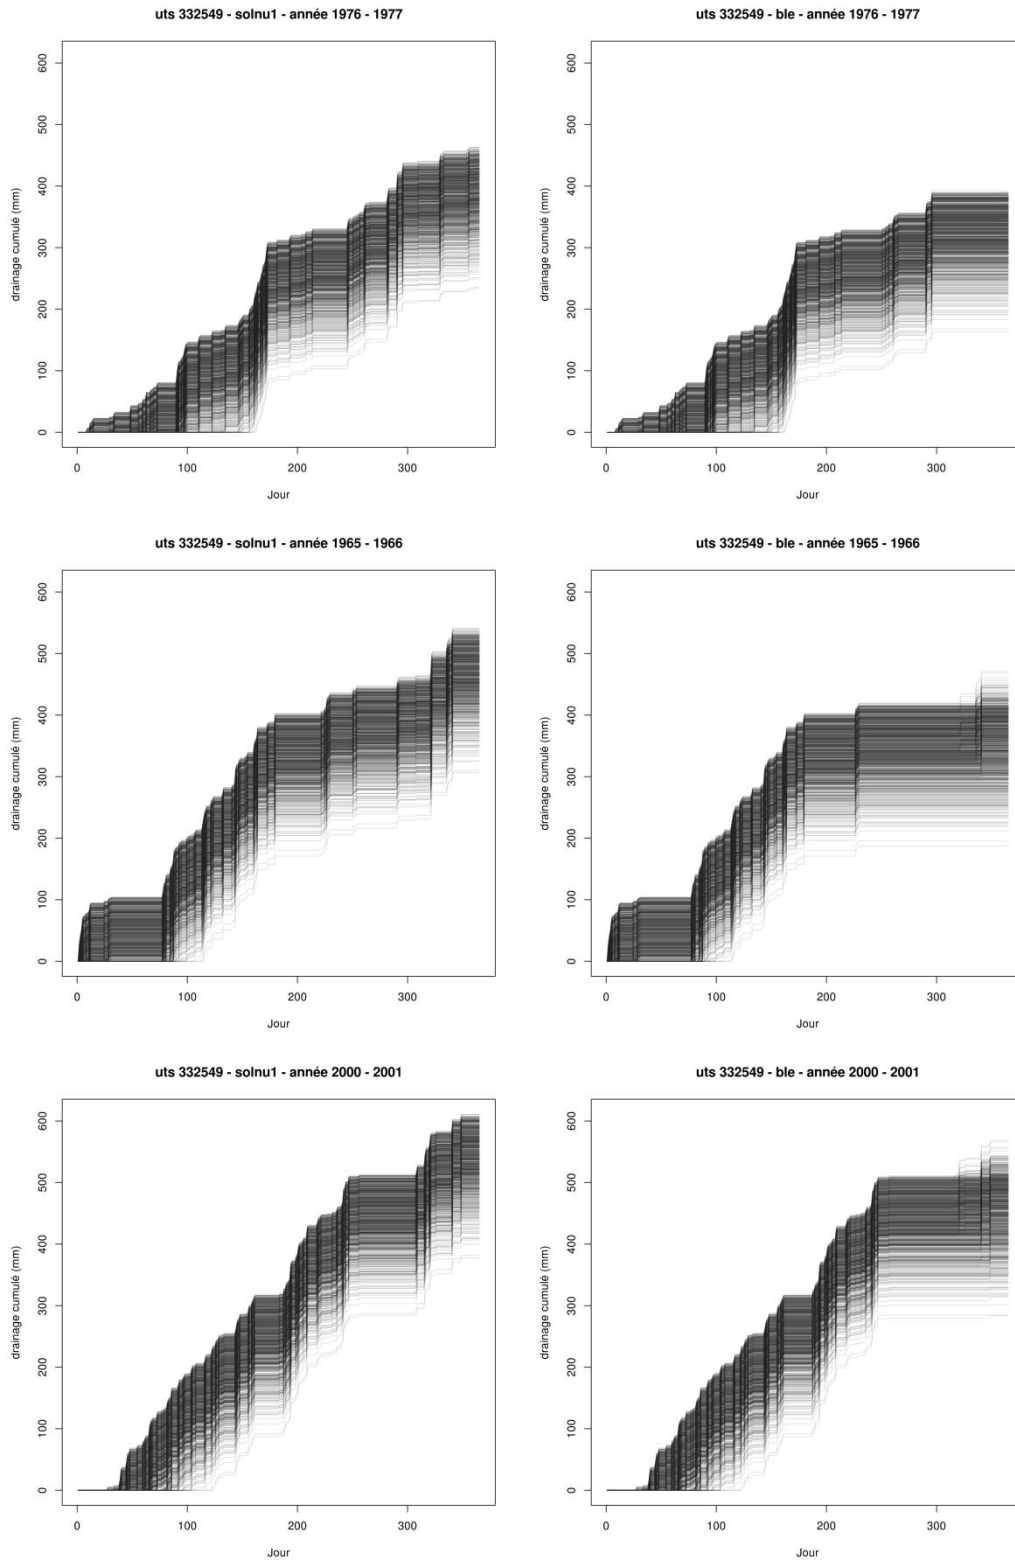 uts 332549 - solnu1 - année 1976 - 1977
600
500
400
300
200
100
0
drainage cumulé (mm)
0 100 200 300
Jour
uts 332549 - ble - année 1976 - 1977
600
500
400
300
200
100
0
drainage cumulé (mm)
0 100 200 300
Jour
uts 332549 - solnu1 - année 1965 - 1966
600
500
400
300
200
100
0
drainage cumulé (mm)
0 100 200 300
Jour
uts 332549 - ble - année 1965 - 1966
600
500
400
300
200
100
0
drainage cumulé (mm)
0 100 200 300
Jour
uts 332549 - solnu1 - année 2000 - 2001
600
500
400
300
200
100
0
drainage cumulé (mm)
0 100 200 300
Jour
uts 332549 - ble - année 2000 - 2001
600
500
400
300
200
100
0
drainage cumulé (mm)
0 100 200 300
Jour